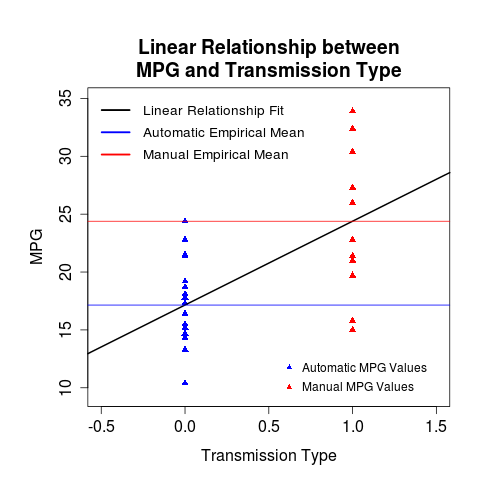 Linear Relationship between
MPG and Transmission Type
Linear Relationship Fit
Automatic Empirical Mean
Manual Empirical Mean
MPG
35
30
25
20
15
10
Automatic MPG Values
Manual MPG Values
-0.5 0.0 0.5 1.0 1.5
Transmission Type